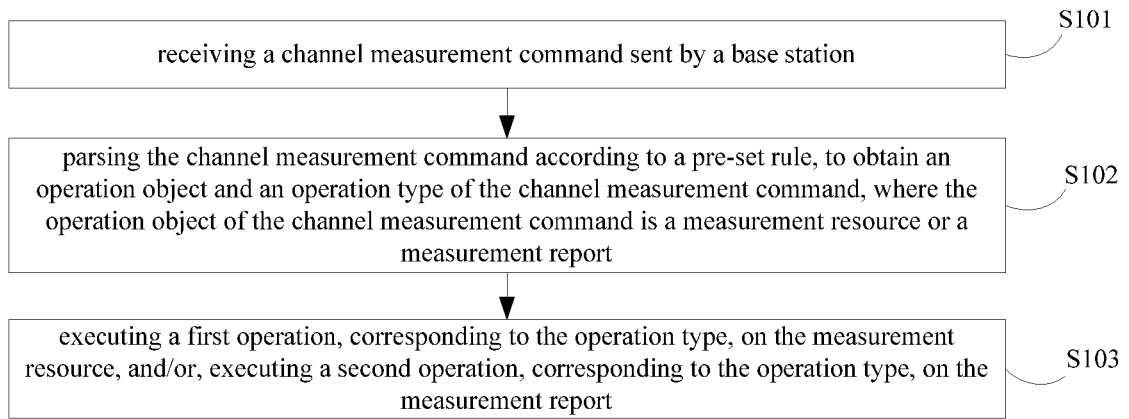 S101
receiving a channel measurement command sent by a base station
parsing the channel measurement command according to a pre-set rule, to obtain an
operation object and an operation type of the channel measurement command, where the
operation object of the channel measurement command is a measurement resource or a
measurement report
S102
executing a first operation, corresponding to the operation type, on the measurement
resource, and/or, executing a second operation, corresponding to the operation type, on the
measurement report
S103